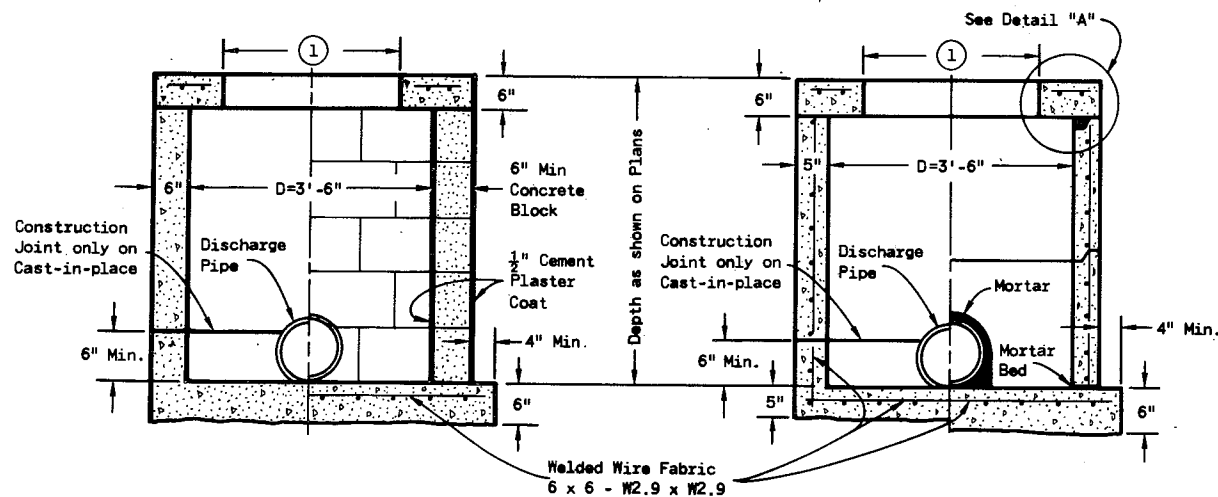 See Detail "A"
1
1
6"
6"
6"
D=3'-6"
6" Min
Concrete
Block
5"
D=3'-6"
Depth as shown on Plans
Construction
Joint only on
Cast-in-place
Discharge
Pipe
1/2" Cement
Plaster
Coat
Construction
Joint only on
Cast-in-place
Discharge
Pipe
Mortar
6" Min.
4" Min.
6" Min.
4" Min.
Mortar
Bed
6"
5"
6"
Welded Wire Fabric
6 x 6 - W2.9 x W2.9